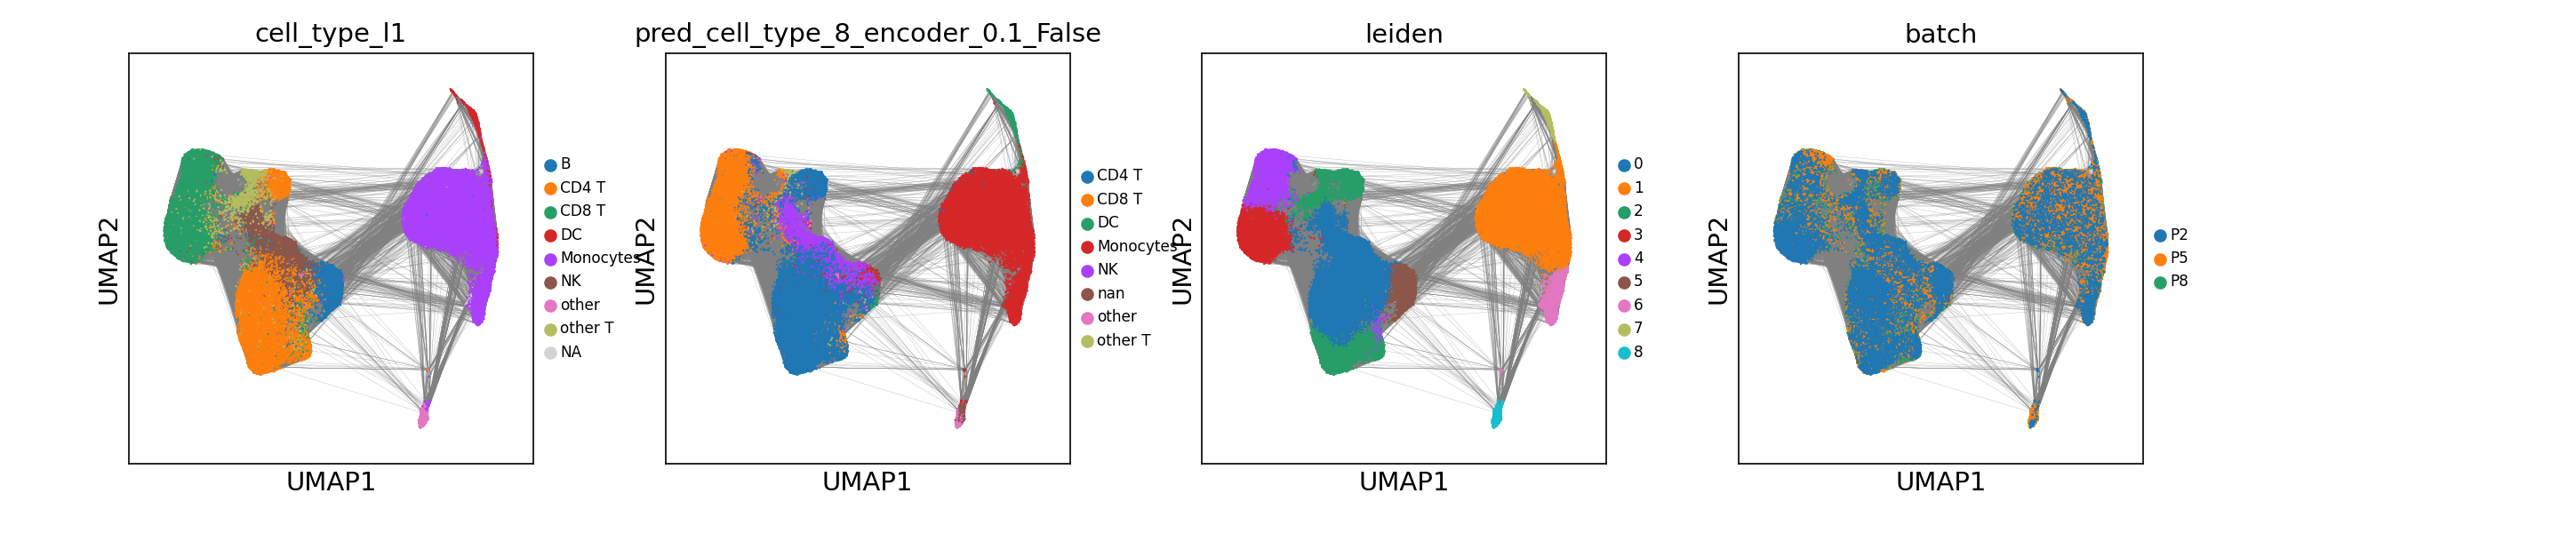 cell_type_l1
UMAP2
UMAP1
B
CD4 T
CD8 T
DC
Monocytes
NK
other
other T
NA
pred_cell_type_8_encoder_0.1_False
UMAP2
UMAP1
CD4 T
CD8 T
DC
Monocytes
NK
nan
other
other T
leiden
UMAP2
UMAP1
0
1
2
3
4
5
6
7
8
batch
UMAP2
UMAP1
P2
P5
P8